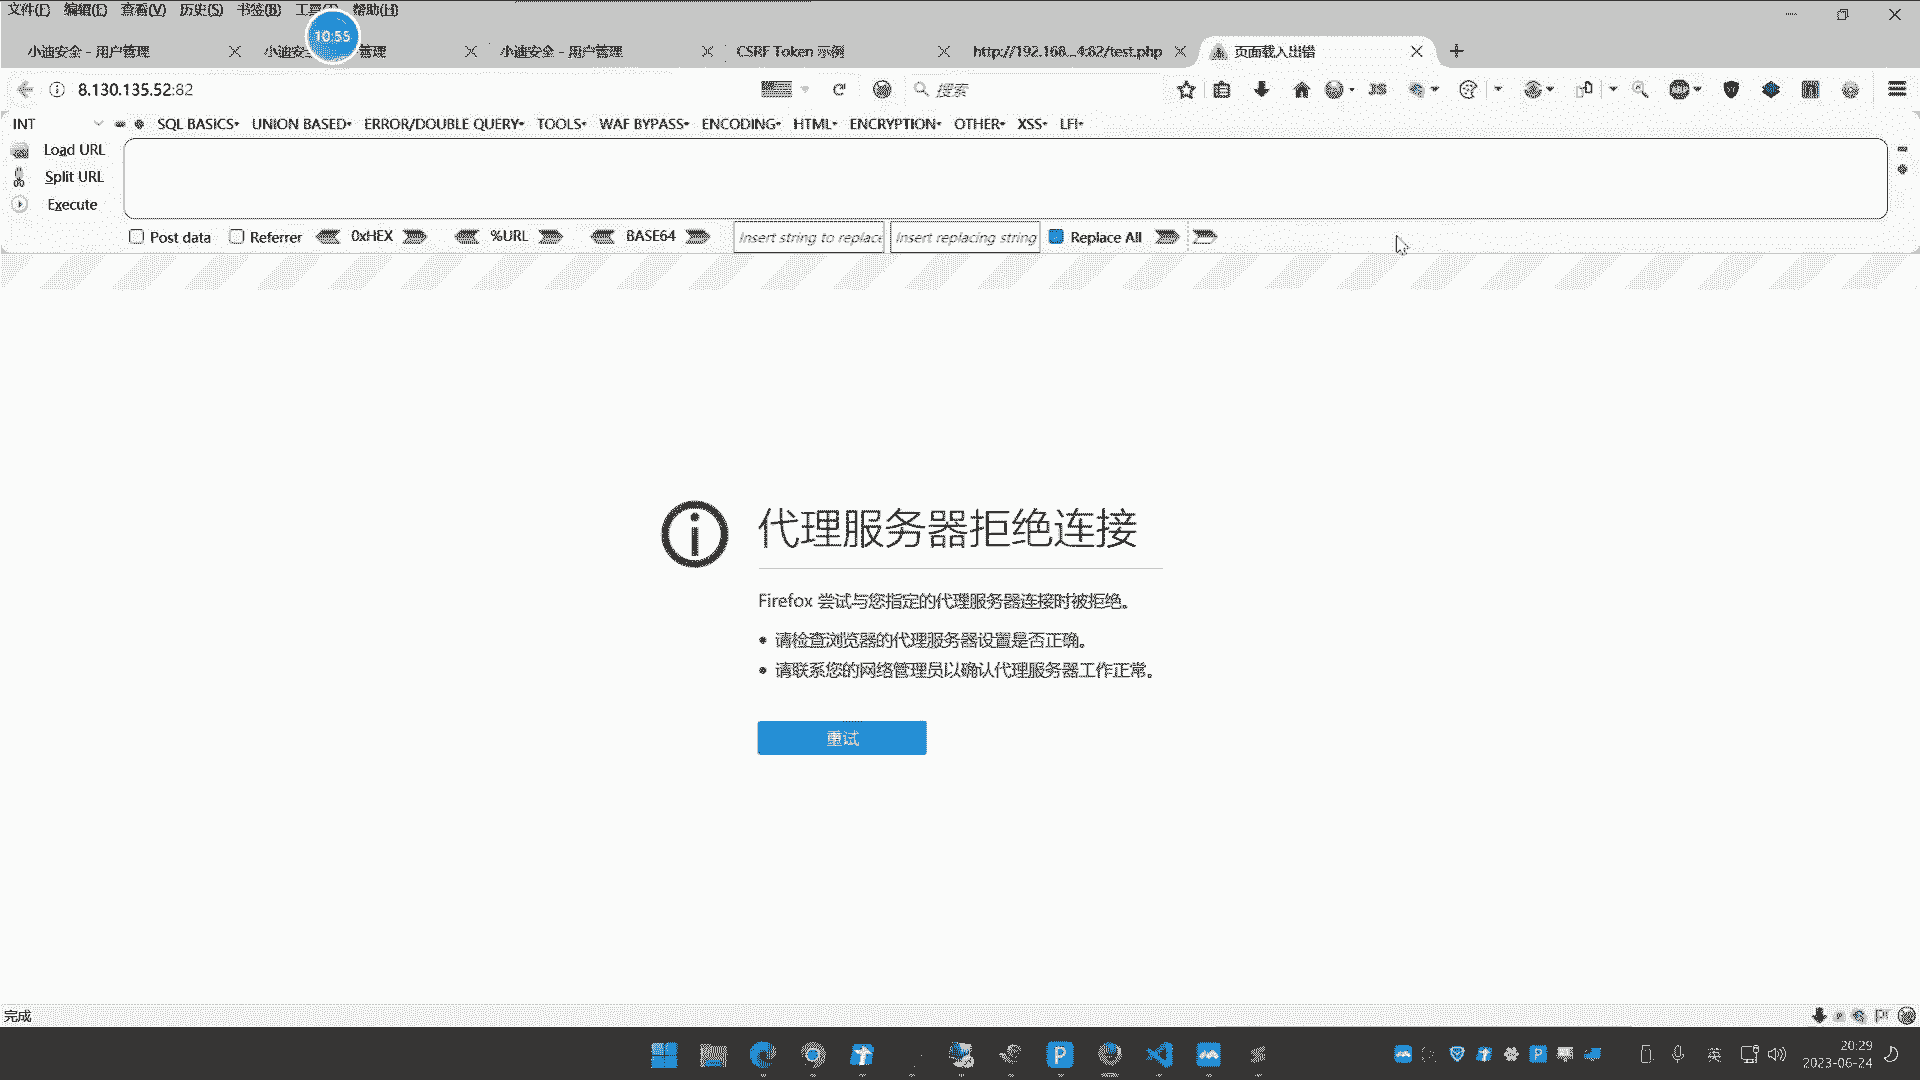 文件(F) 编辑(E) 查看(V) 历史(S) 书签(B) 工具(T) 帮助(H)
10:55
小迪安全 - 用户管理
小迪安 管理
小迪安全 - 用户管理
CSRF Token 示例
http://192.168...4:82/test.php
页面载入出错
8.130.135.52:82
搜索
JS
ABP
INT
SQL BASICS
UNION BASED
ERROR/DOUBLE QUERY
TOOLS
WAF BYPASS
ENCODING
HTML
ENCRYPTION
OTHER
XSS
LFI
Load URL
Split URL
Execute
Post data
Referrer
0xHEX
%URL
BASE64
Insert string to replace
Insert replacing string
Replace All
代理服务器拒绝连接
Firefox 尝试与您指定的代理服务器连接时被拒绝。
• 请检查浏览器的代理服务器设置是否正确。
• 请联系您的网络管理员以确认代理服务器工作正常。
重试
完成
英
20:29
2023-06-24